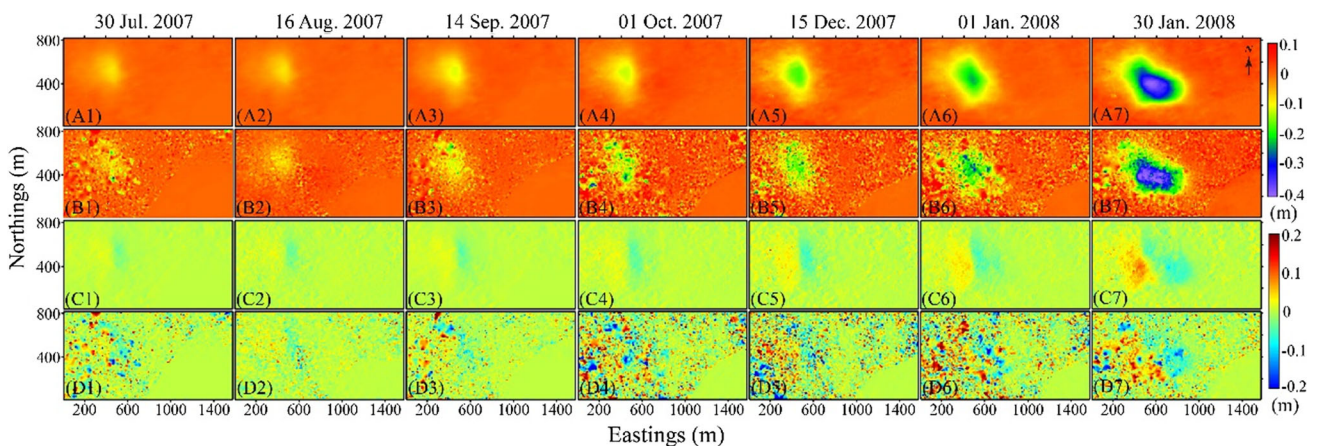 30 Jul. 2007 16 Aug. 2007 14 Sep. 2007 01 Oct. 2007 15 Dec. 2007 01 Jan. 2008 30 Jan. 2008
800
400
(A1) (A2) (A3) (A4) (A5) (A6) (A7)
N
800
400
(B1) (B2) (B3) (B4) (B5) (B6) (B7)
0.1
0
-0.1
-0.2
-0.3
-0.4
(m)
Northings (m)
800
400
(C1) (C2) (C3) (C4) (C5) (C6) (C7)
800
400
(D1) (D2) (D3) (D4) (D5) (D6) (D7)
0.2
0.1
0
-0.1
-0.2
(m)
200 600 1000 1400 200 600 1000 1400 200 600 1000 1400 200 600 1000 1400 200 600 1000 1400 200 600 1000 1400 200 600 1000 1400
Eastings (m)